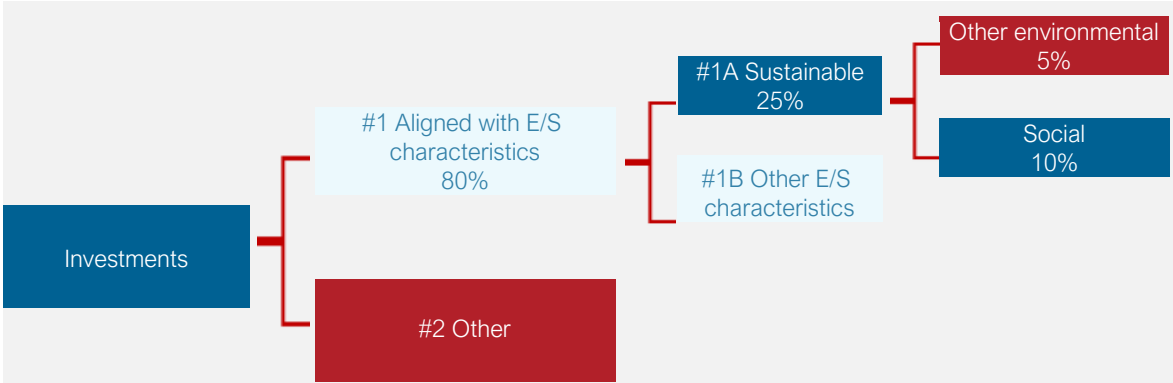 Investments
#1 Aligned with E/S
characteristics
80%
#2 Other
#1A Sustainable
25%
#1B Other E/S
characteristics
Other environmental
5%
Social
10%